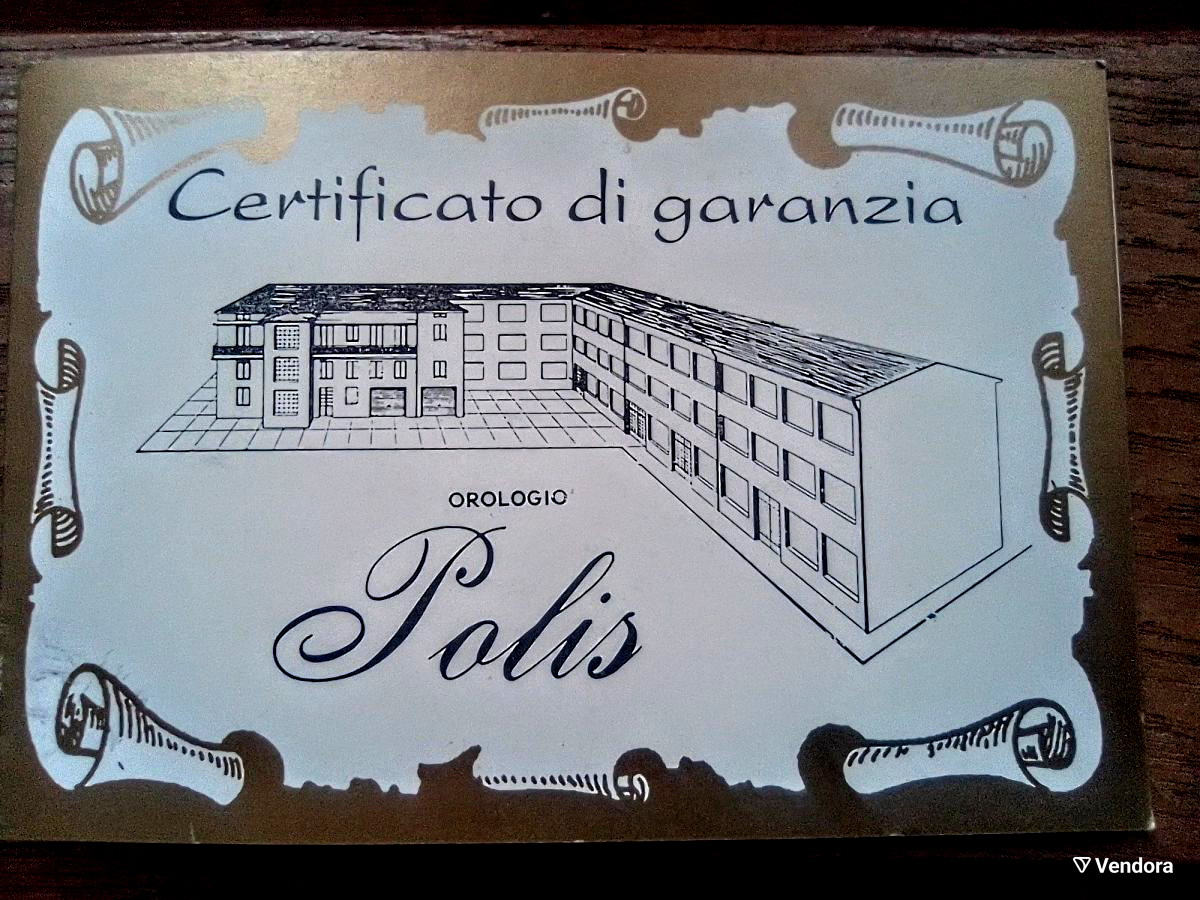 Certificato di garanzia
OROLOGIO
Polis
Vendora